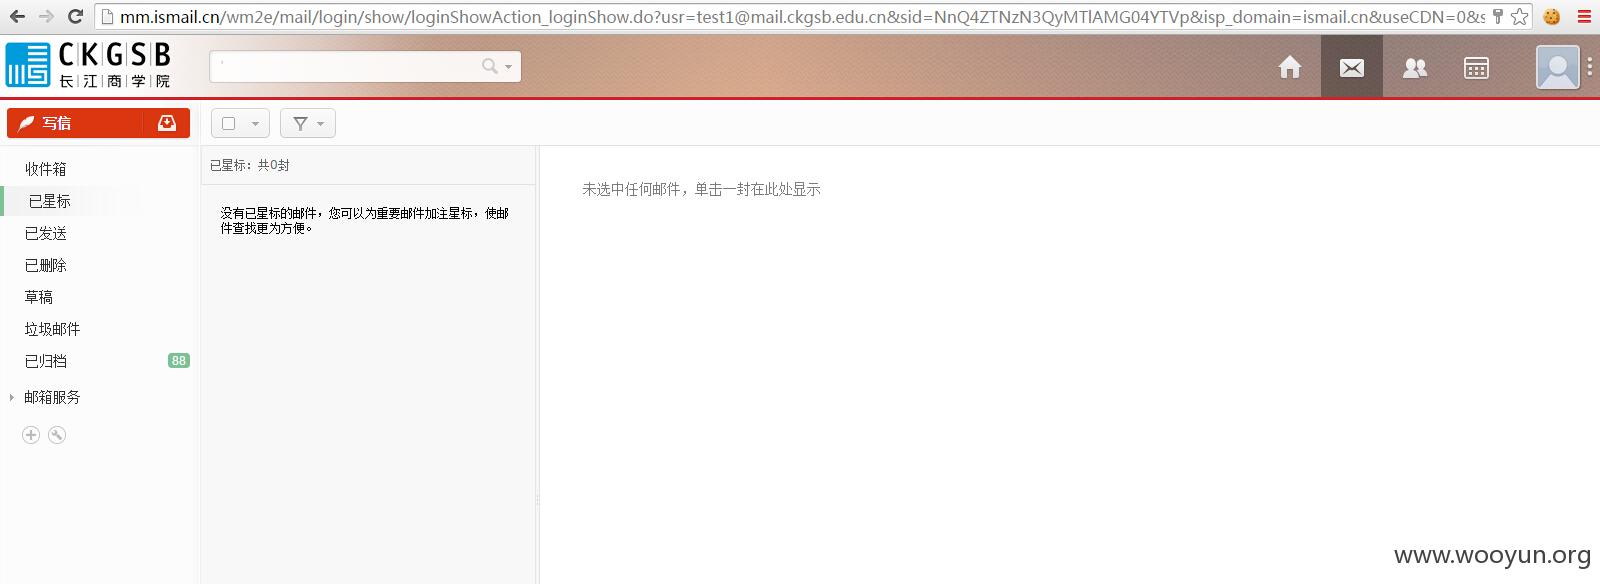 mm.ismail.cn/wm2e/mail/login/show/loginShowAction_loginShow.do?usr=test1@mail.ckgsb.edu.cn&sid=NnQ4ZTNzN3QyMTlAMG04YTVp&isp_domain=ismail.cn&useCDN=0&s
CKGSB
长江商学院
写信
收件箱
已星标
已发送
已删除
草稿
垃圾邮件
已归档 88
邮箱服务
已星标：共0封
没有已星标的邮件，您可以为重要邮件加注星标，使邮
件查找更为方便。
未选中任何邮件，单击一封在此处显示
www.wooyun.org